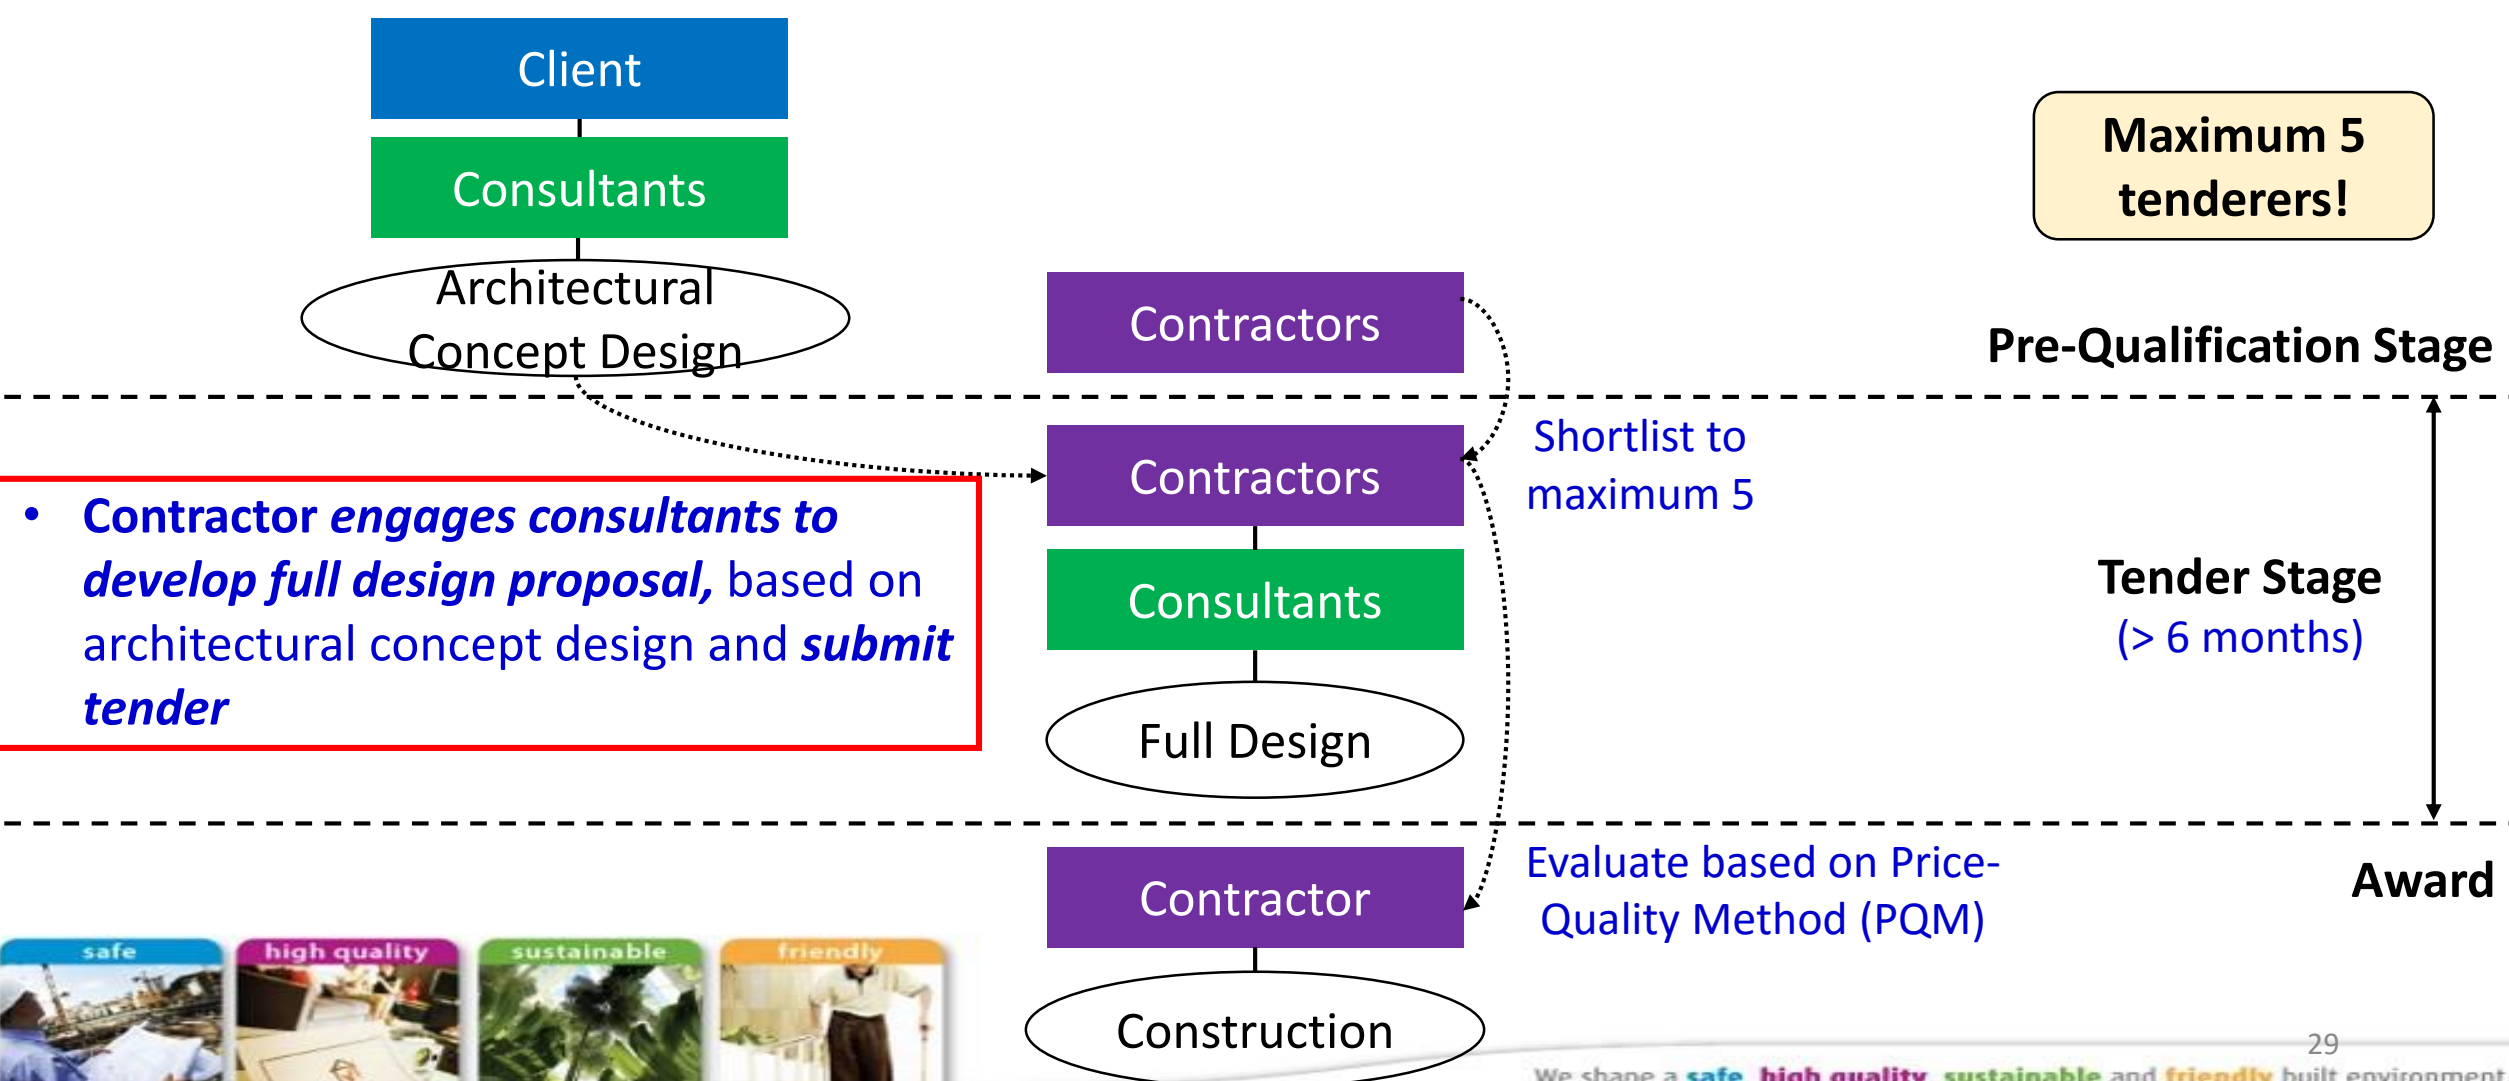 Client
Consultants
Architectural
Concept Design
Maximum 5
tenderers!
Contractors
Pre-Qualification Stage
Contractors
Shortlist to
maximum 5
• Contractor engages consultants to
develop full design proposal, based on
architectural concept design and submit
tender
Consultants
Full Design
Tender Stage
(> 6 months)
Contractor
Evaluate based on Price-
Quality Method (PQM)
Award
Construction
safe
high quality
sustainable
friendly
29
We shape a safe, high quality, sustainable and friendly built environment